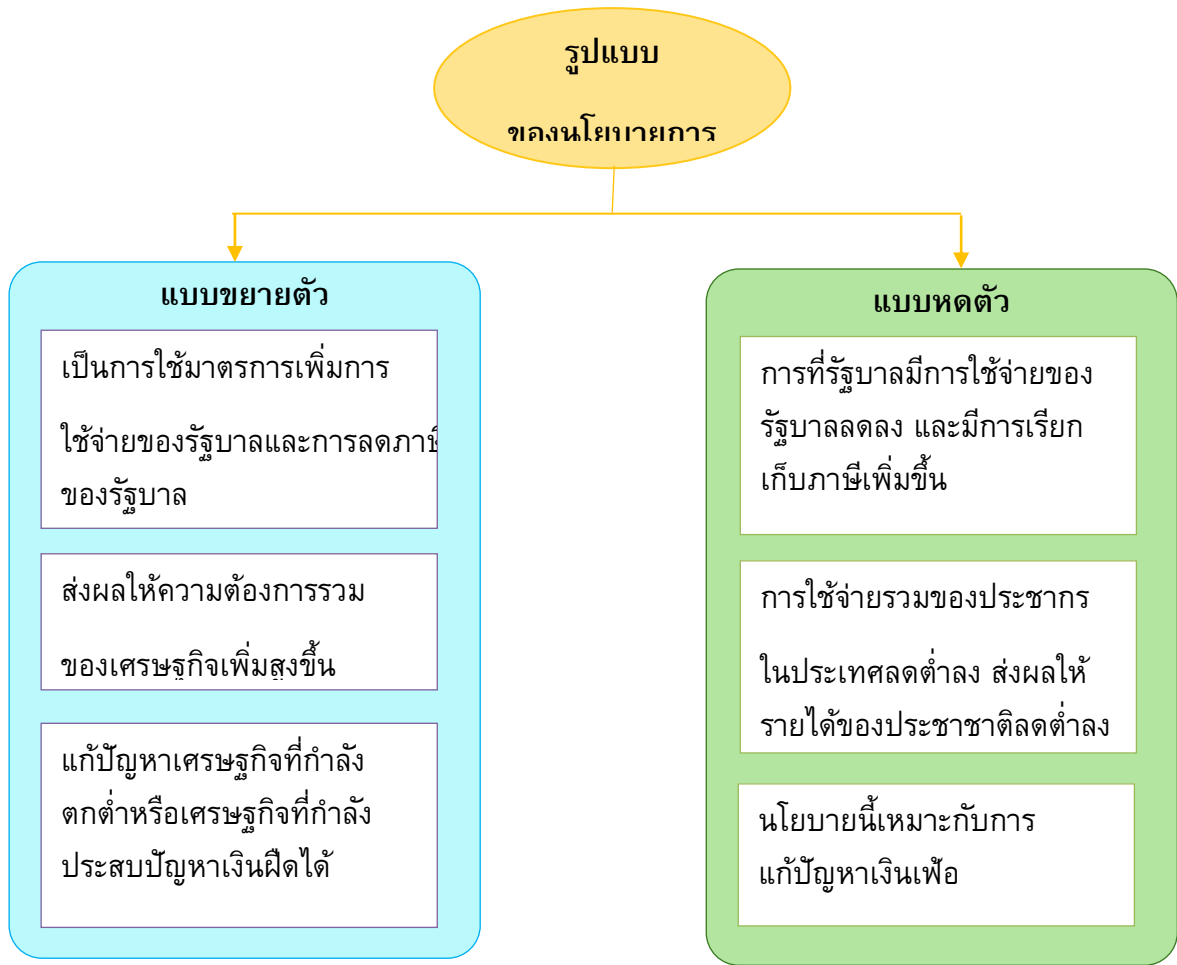 รูปแบบ
ของนโยบายการ
แบบขยายตัว
เป็นการใช้มาตรการเพิ่มการ
ใช้จ่ายของรัฐบาลและการลดภาษี
ของรัฐบาล
ส่งผลให้ความต้องการรวม
ของเศรษฐกิจเพิ่มสูงขึ้น
แก้ปัญหาเศรษฐกิจที่กำลัง
ตกต่ำหรือเศรษฐกิจที่กำลัง
ประสบปัญหาเงินฝืดได้
แบบหดตัว
การที่รัฐบาลมีการใช้จ่ายของ
รัฐบาลลดลง และมีการเรียก
เก็บภาษีเพิ่มขึ้น
การใช้จ่ายรวมของประชากร
ในประเทศลดต่ำลง ส่งผลให้
รายได้ของประชาชาติลดต่ำลง
นโยบายนี้เหมาะกับการ
แก้ปัญหาเงินเฟ้อ